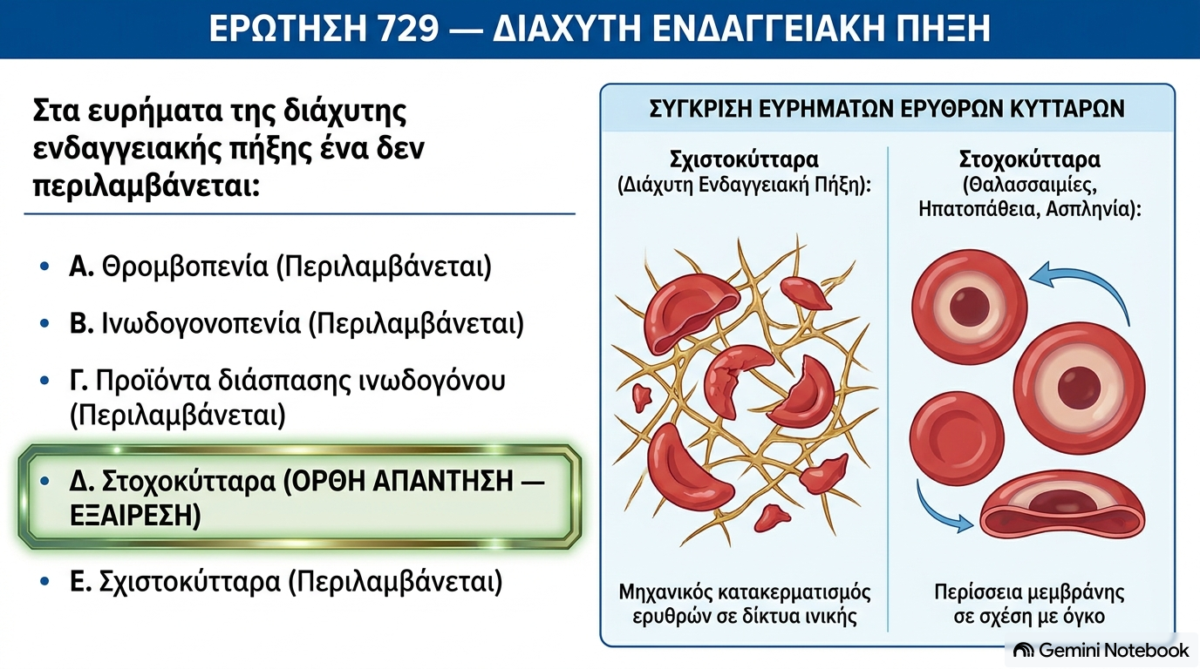 ΕΡΩΤΗΣΗ 729 — ΔΙΑΧΥΤΗ ΕΝΔΑΓΓΕΙΑΚΗ ΠΗΞΗ
Στα ευρήματα της διάχυτης
ενδαγγειακής πήξης ένα δεν
περιλαμβάνεται:
• Α. Θρομβοπενία (Περιλαμβάνεται)
• Β. Ινωδογονοπενία (Περιλαμβάνεται)
• Γ. Προϊόντα διάσπασης ινωδογόνου
(Περιλαμβάνεται)
• Δ. Στοχοκύτταρα (ΟΡΘΗ ΑΠΑΝΤΗΣΗ —
ΕΞΑΙΡΕΣΗ)
• Ε. Σχιστοκύτταρα (Περιλαμβάνεται)
ΣΥΓΚΡΙΣΗ ΕΥΡΗΜΑΤΩΝ ΕΡΥΘΡΩΝ ΚΥΤΤΑΡΩΝ
Σχιστοκύτταρα
(Διάχυτη Ενδαγγειακή Πήξη):
Μηχανικός κατακερματισμός
ερυθρών σε δίκτυα ινικής
Στοχοκύτταρα
(Θαλασσαιμίες,
Ηπατοπάθεια, Ασπληνία):
Περίσσεια μεμβράνης
σε σχέση με όγκο
Gemini Notebook